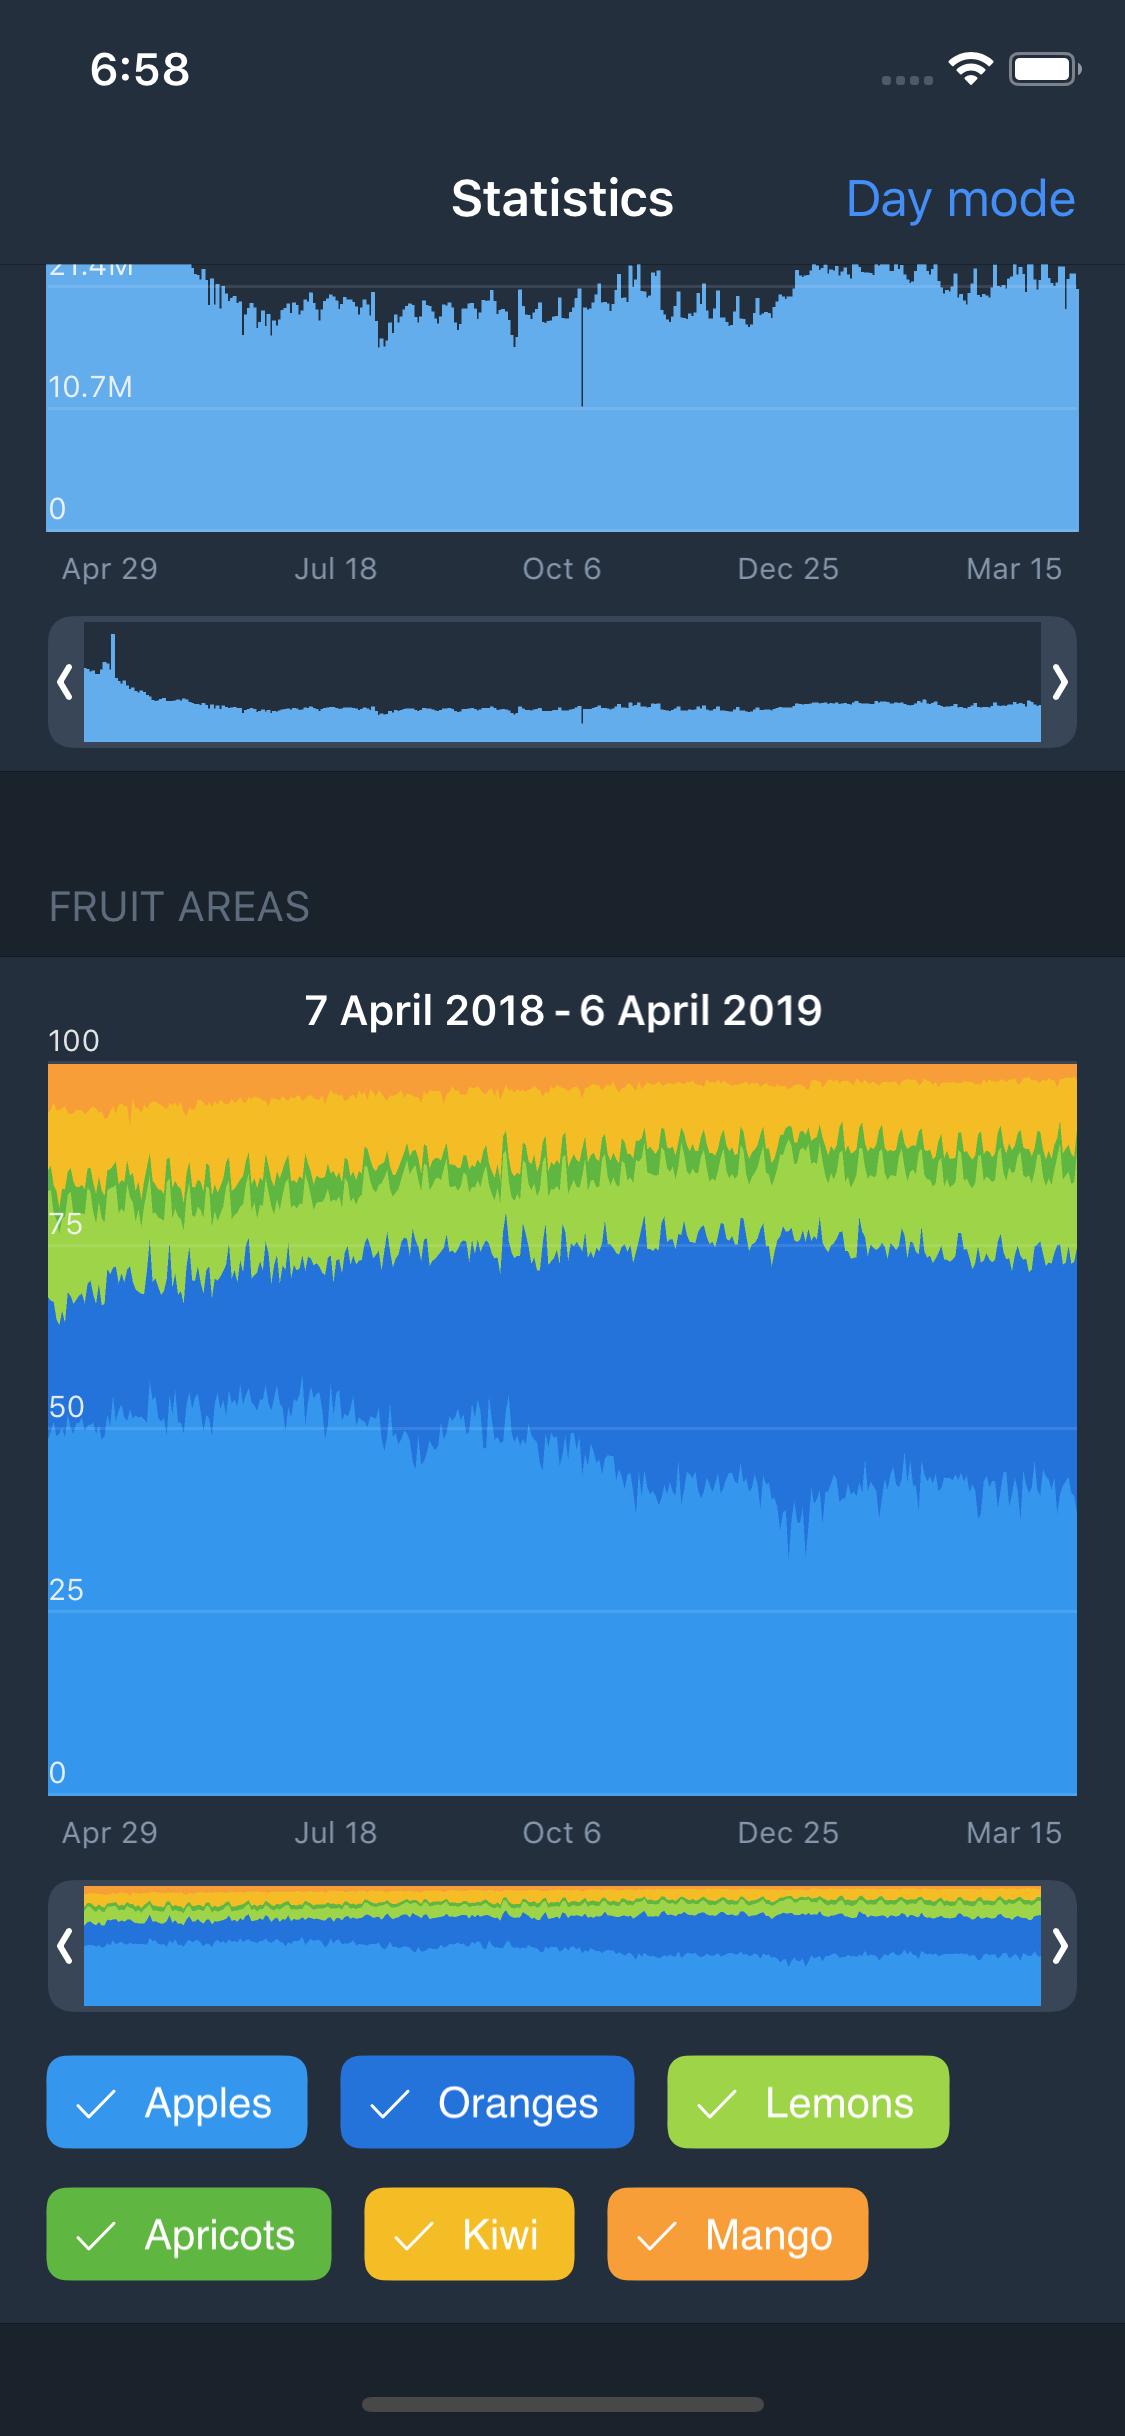 6:58
Statistics
Day mode
21.4M
10.7M
0
Apr 29 Jul 18 Oct 6 Dec 25 Mar 15
FRUIT AREAS
7 April 2018 - 6 April 2019
100
75
50
25
0
Apr 29 Jul 18 Oct 6 Dec 25 Mar 15
Apples Oranges Lemons
Apricots Kiwi Mango